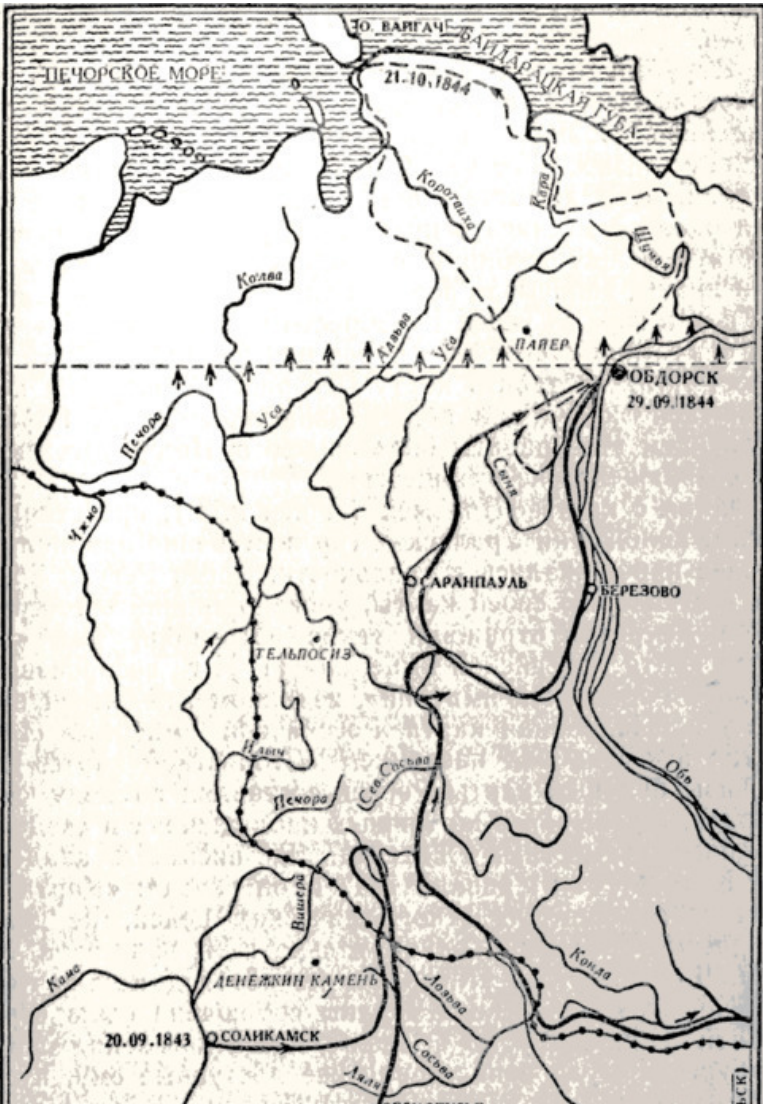 О. ВАЙГАЧ
ПЕЧОРСКОЕ МОРЕ
БАЙДАРАЦКАЯ ГУБА
21.10.1844
Коротаиха
Кара
Щучья
Колва
Адзьва
Уса
ПАЙЕР
ОБДОРСК
29.09.1844
Печора
Уса
Сыня
Ижма
САРАНПАУЛЬ
БЕРЕЗОВО
ТЕЛЬПОСИЗ
Илыч
Сев. Сосьва
Обь
Печора
Вишера
Кама
ДЕНЕЖКИН КАМЕНЬ
Лозьва
Конда
20.09.1843
СОЛИКАМСК
Сосьва
Ляля
ЬСК)